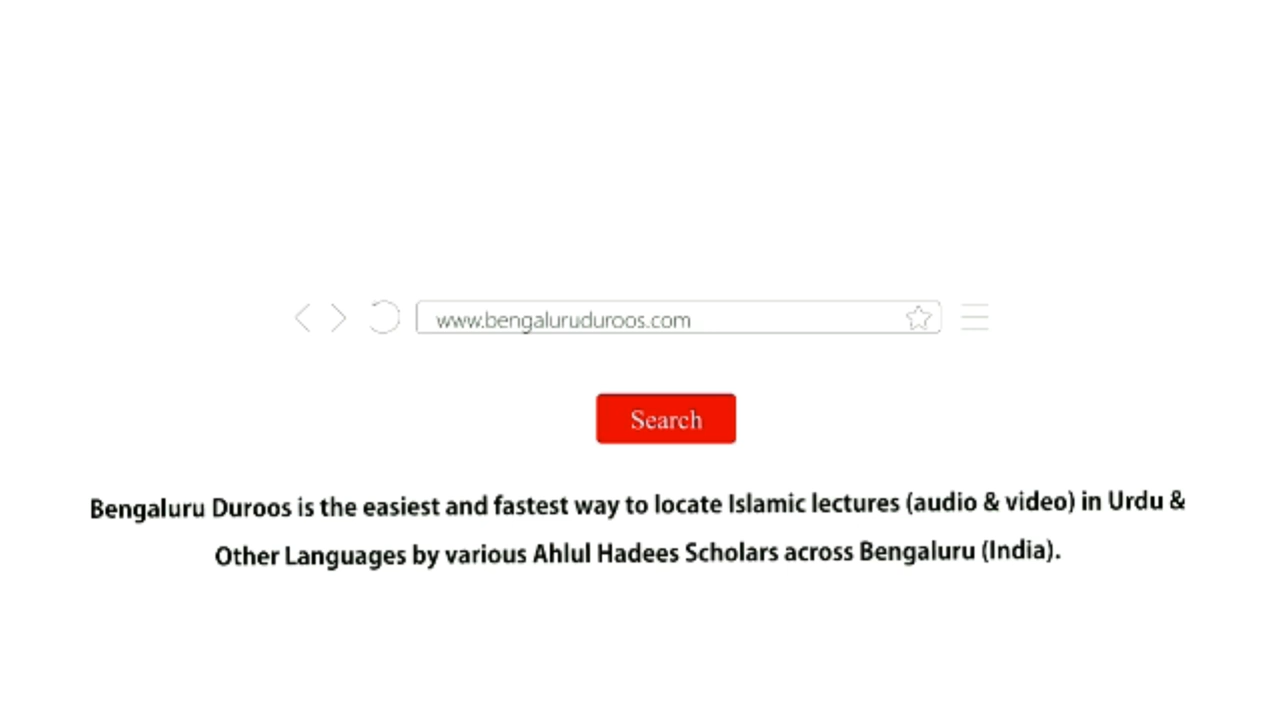 www.bengaluruduroos.com
Search
Bengaluru Duroos is the easiest and fastest way to locate Islamic lectures (audio & video) in Urdu &
Other Languages by various Ahlul Hadees Scholars across Bengaluru (India).